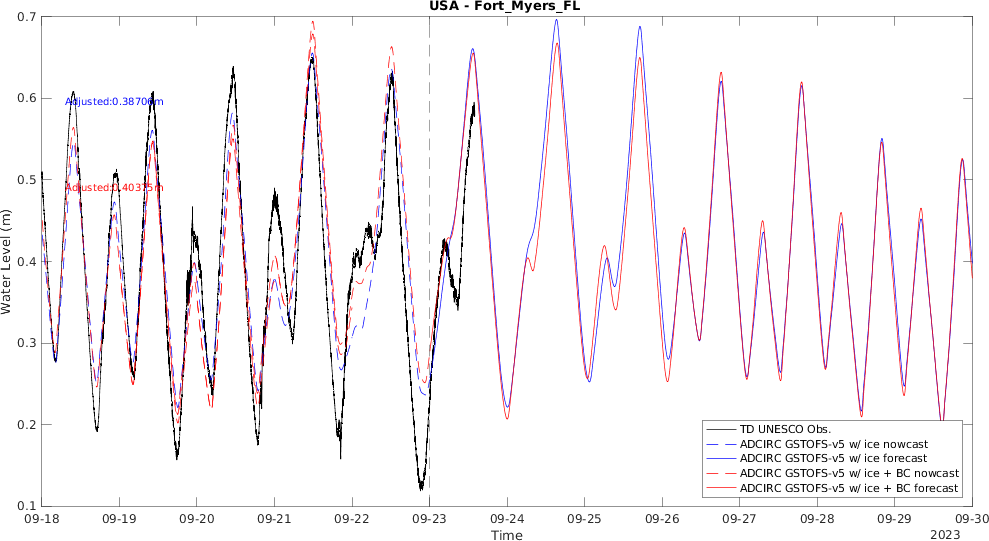 USA - Fort_Myers_FL
0.7
0.6
0.5
0.4
0.3
0.2
0.1
Water Level (m)
Adjusted:0.38706m
Adjusted:0.40375m
TD UNESCO Obs.
ADCIRC GSTOFS-v5 w/ ice nowcast
ADCIRC GSTOFS-v5 w/ ice forecast
ADCIRC GSTOFS-v5 w/ ice + BC nowcast
ADCIRC GSTOFS-v5 w/ ice + BC forecast
09-18 09-19 09-20 09-21 09-22 09-23 09-24 09-25 09-26 09-27 09-28 09-29 09-30
Time
2023